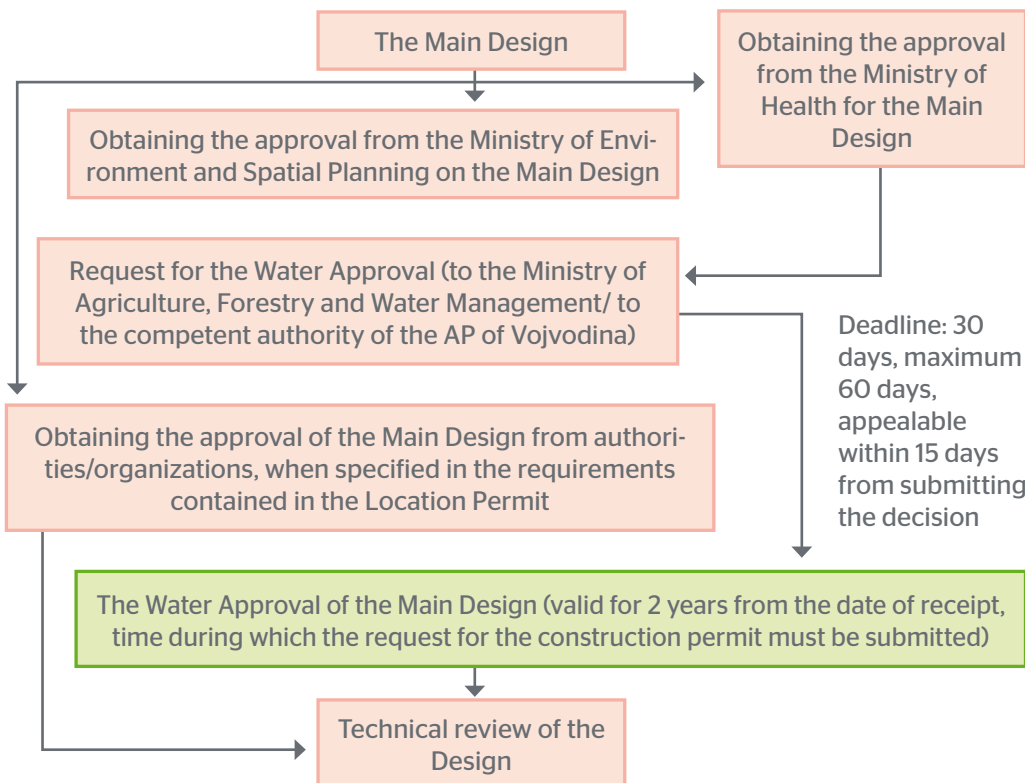 The Main Design
Obtaining the approval
from the Ministry of
Health for the Main
Design
Obtaining the approval from the Ministry of Envi-
ronment and Spatial Planning on the Main Design
Request for the Water Approval (to the Ministry of
Agriculture, Forestry and Water Management/ to
the competent authority of the AP of Vojvodina)
Deadline: 30
days, maximum
60 days,
appealable
within 15 days
from submitting
the decision
Obtaining the approval of the Main Design from authori-
ties/organizations, when specified in the requirements
contained in the Location Permit
The Water Approval of the Main Design (valid for 2 years from the date of receipt,
time during which the request for the construction permit must be submitted)
Technical review of the
Design